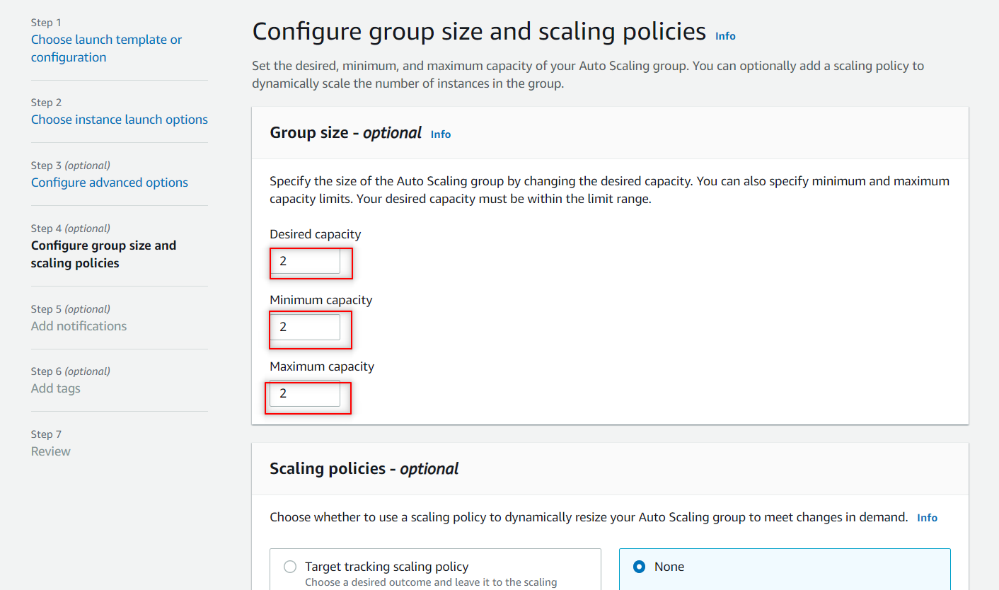 Step 1
Choose launch template or
configuration
Step 2
Choose instance launch options
Step 3 (optional)
Configure advanced options
Step 4 (optional)
Configure group size and
scaling policies
Step 5 (optional)
Add notifications
Step 6 (optional)
Add tags
Step 7
Review
Configure group size and scaling policies Info
Set the desired, minimum, and maximum capacity of your Auto Scaling group. You can optionally add a scaling policy to
dynamically scale the number of instances in the group.
Group size - optional Info
Specify the size of the Auto Scaling group by changing the desired capacity. You can also specify minimum and maximum
capacity limits. Your desired capacity must be within the limit range.
Desired capacity
2
Minimum capacity
2
Maximum capacity
2
Scaling policies - optional
Choose whether to use a scaling policy to dynamically resize your Auto Scaling group to meet changes in demand. Info
Target tracking scaling policy
Choose a desired outcome and leave it to the scaling
None